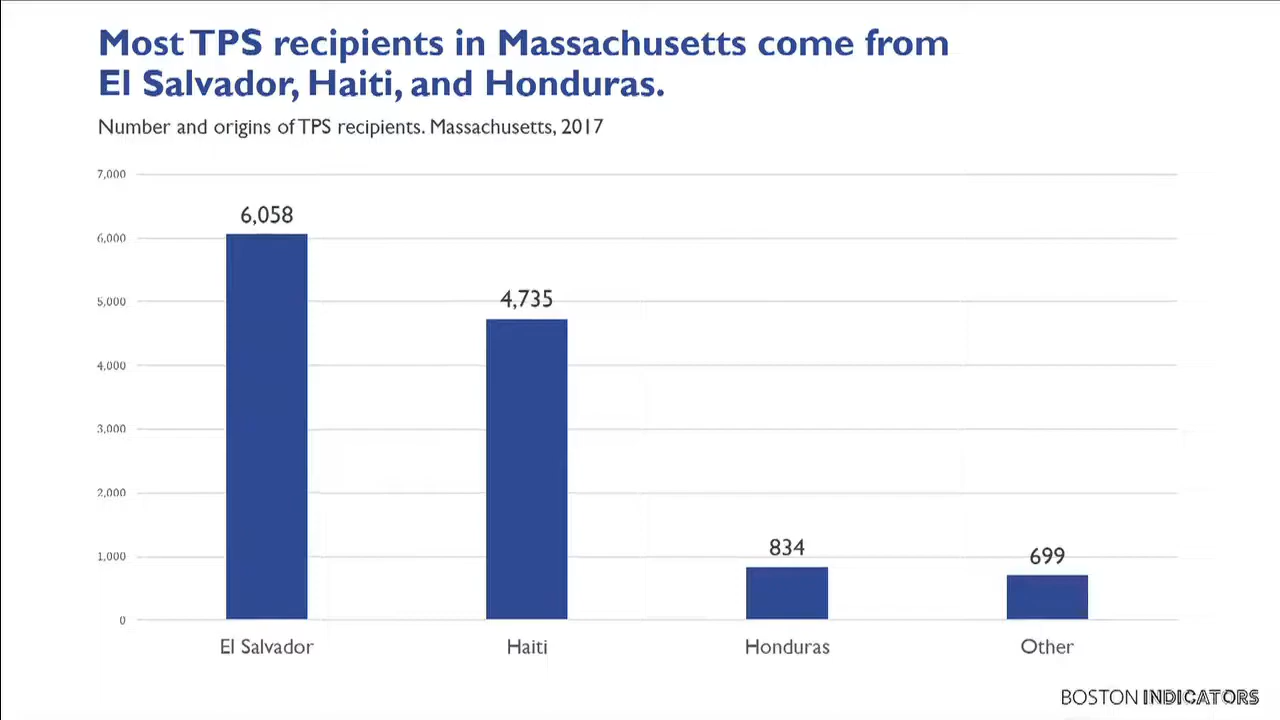 Most TPS recipients in Massachusetts come from
El Salvador, Haiti, and Honduras.
Number and origins of TPS recipients. Massachusetts, 2017
7,000
6,058
6,000
5,000
4,735
4,000
3,000
2,000
1,000
834
699
0
El Salvador
Haiti
Honduras
Other
BOSTON INDICATORS